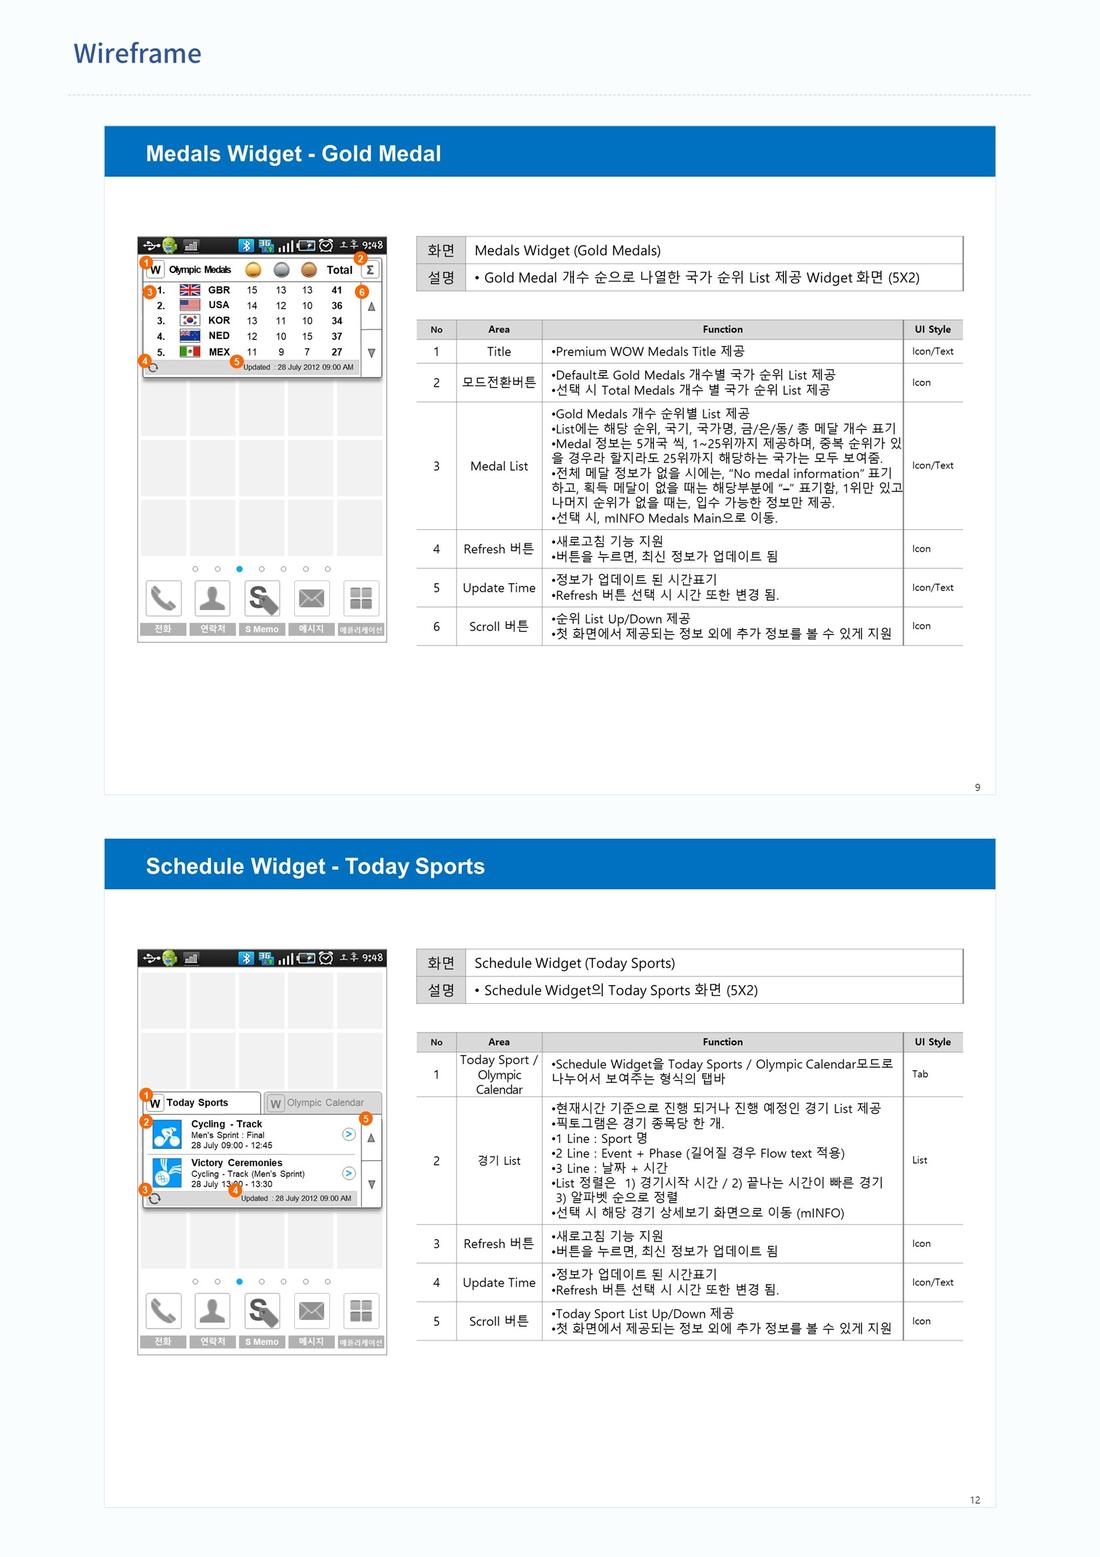 Wireframe
Medals Widget - Gold Medal
오후 9:48
1
2
W Olympic Medals Total Σ
3
6
1. GBR 15 13 13 41
2. USA 14 12 10 36
3. KOR 13 11 10 34
4. NED 12 10 15 37
5. MEX 11 9 7 27
4
5
Updated : 28 July 2012 09:00 AM
전화 연락처 S Memo 메시지 애플리케이션
화면 Medals Widget (Gold Medals)
설명 • Gold Medal 개수 순으로 나열한 국가 순위 List 제공 Widget 화면 (5X2)
No Area Function UI Style
1 Title •Premium WOW Medals Title 제공 Icon/Text
2 모드전환버튼 •Default로 Gold Medals 개수별 국가 순위 List 제공 Icon
•선택 시 Total Medals 개수 별 국가 순위 List 제공
3 Medal List •Gold Medals 개수 순위별 List 제공 Icon/Text
•List에는 해당 순위, 국기, 국가명, 금/은/동/ 총 메달 개수 표기
•Medal 정보는 5개국 씩, 1~25위까지 제공하며, 중복 순위가 있
을 경우라 할지라도 25위까지 해당하는 국가는 모두 보여줌.
•전체 메달 정보가 없을 시에는, “No medal information” 표기
하고, 획득 메달이 없을 때는 해당부분에 “–“ 표기함, 1위만 있고
나머지 순위가 없을 때는, 입수 가능한 정보만 제공.
•선택 시, mINFO Medals Main으로 이동.
4 Refresh 버튼 •새로고침 기능 지원 Icon
•버튼을 누르면, 최신 정보가 업데이트 됨
5 Update Time •정보가 업데이트 된 시간표기 Icon/Text
•Refresh 버튼 선택 시 시간 또한 변경 됨.
6 Scroll 버튼 •순위 List Up/Down 제공 Icon
•첫 화면에서 제공되는 정보 외에 추가 정보를 볼 수 있게 지원
9
Schedule Widget - Today Sports
오후 9:48
1
W Today Sports W Olympic Calendar
2
5
Cycling - Track
Men's Sprint : Final
28 July 09:00 - 12:45
Victory Ceremonies
Cycling - Track (Men's Sprint)
28 July 13:00 - 13:30
3
4
Updated : 28 July 2012 09:00 AM
전화 연락처 S Memo 메시지 애플리케이션
화면 Schedule Widget (Today Sports)
설명 • Schedule Widget의 Today Sports 화면 (5X2)
No Area Function UI Style
1 Today Sport / Olympic Calendar •Schedule Widget을 Today Sports / Olympic Calendar모드로 Tab
나누어서 보여주는 형식의 탭바
2 경기 List •현재시간 기준으로 진행 되거나 진행 예정인 경기 List 제공 List
•픽토그램은 경기 종목당 한 개.
•1 Line : Sport 명
•2 Line : Event + Phase (길어질 경우 Flow text 적용)
•3 Line : 날짜 + 시간
•List 정렬은 1) 경기시작 시간 / 2) 끝나는 시간이 빠른 경기
3) 알파벳 순으로 정렬
•선택 시 해당 경기 상세보기 화면으로 이동 (mINFO)
3 Refresh 버튼 •새로고침 기능 지원 Icon
•버튼을 누르면, 최신 정보가 업데이트 됨
4 Update Time •정보가 업데이트 된 시간표기 Icon/Text
•Refresh 버튼 선택 시 시간 또한 변경 됨.
5 Scroll 버튼 •Today Sport List Up/Down 제공 Icon
•첫 화면에서 제공되는 정보 외에 추가 정보를 볼 수 있게 지원
12